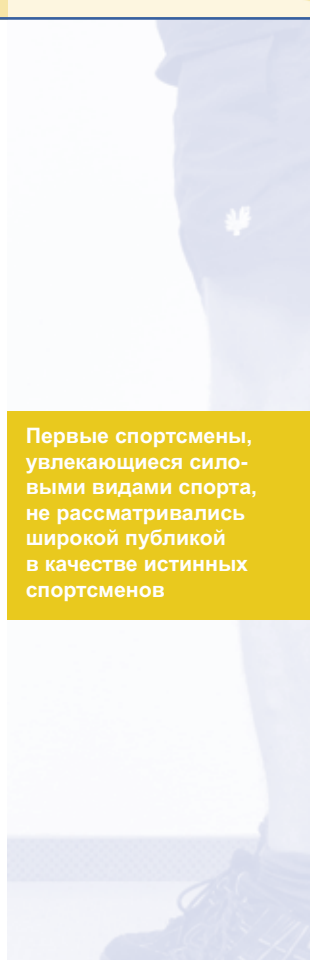 Первые спортсмены,
увлекающиеся сило-
выми видами спорта,
не рассматривались
широкой публикой
в качестве истинных
спортсменов